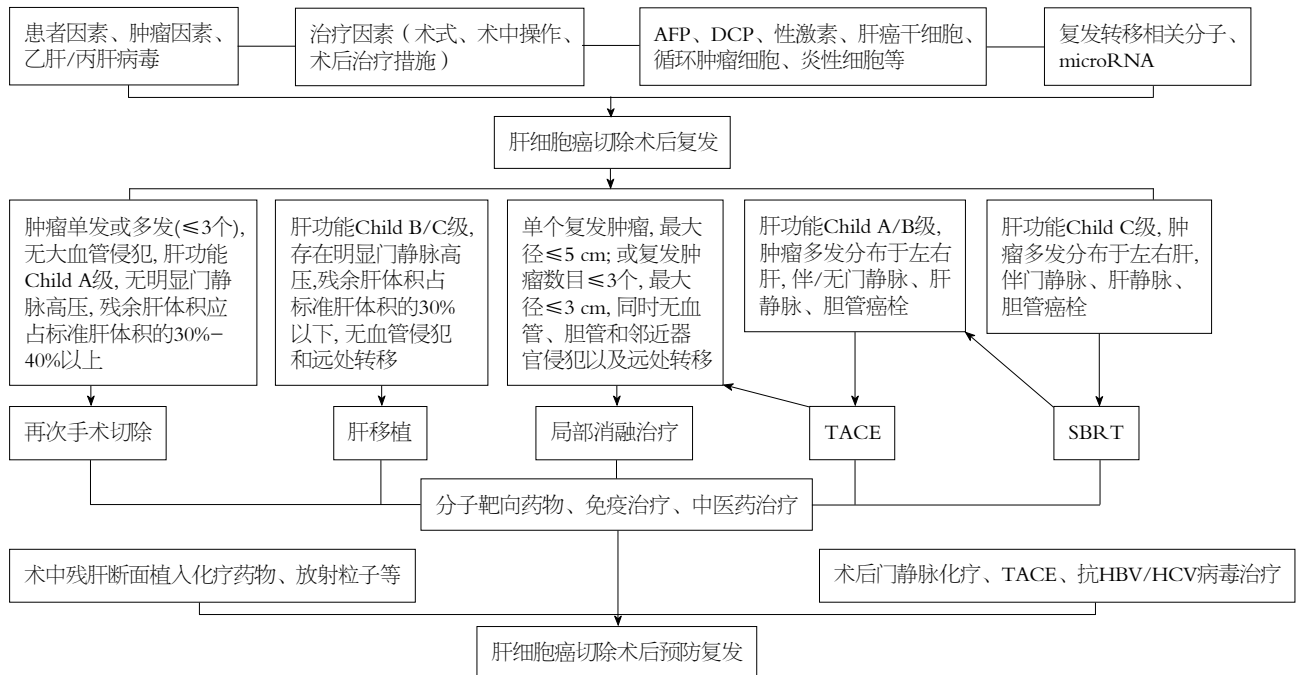 患者因素、肿瘤因素、
乙肝/丙肝病毒
治疗因素（术式、术中操作、
术后治疗措施）
AFP、DCP、性激素、肝癌干细胞、
循环肿瘤细胞、炎性细胞等
复发转移相关分子、
microRNA
肝细胞癌切除术后复发
肿瘤单发或多发(≤3个),
无大血管侵犯, 肝功能
Child A级, 无明显门静
脉高压, 残余肝体积应
占标准肝体积的30%-
40%以上
肝功能Child B/C级,
存在明显门静脉高
压,残余肝体积占
标准肝体积的30%
以下, 无血管侵犯
和远处转移
单个复发肿瘤, 最大
径≤5 cm; 或复发肿
瘤数目≤3个, 最大
径≤3 cm, 同时无血
管、胆管和邻近器
官侵犯以及远处转移
肝功能Child A/B级,
肿瘤多发分布于左右
肝, 伴/无门静脉、肝
静脉、胆管癌栓
肝功能Child C级, 肿
瘤多发分布于左右肝,
伴门静脉、肝静脉、
胆管癌栓
再次手术切除
肝移植
局部消融治疗
TACE
SBRT
分子靶向药物、免疫治疗、中医药治疗
术中残肝断面植入化疗药物、放射粒子等
术后门静脉化疗、TACE、抗HBV/HCV病毒治疗
肝细胞癌切除术后预防复发